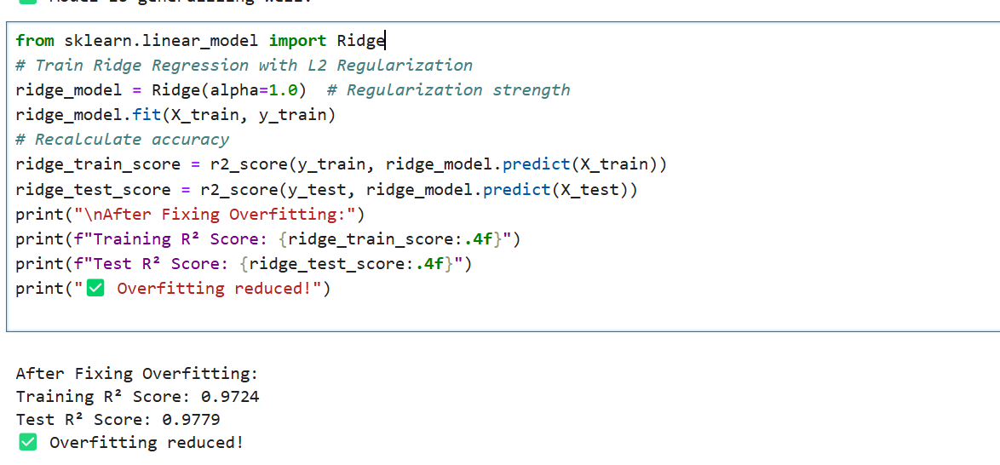 ✅ Model is generalizing well!
from sklearn.linear_model import Ridge
# Train Ridge Regression with L2 Regularization
ridge_model = Ridge(alpha=1.0)  # Regularization strength
ridge_model.fit(X_train, y_train)
# Recalculate accuracy
ridge_train_score = r2_score(y_train, ridge_model.predict(X_train))
ridge_test_score = r2_score(y_test, ridge_model.predict(X_test))
print("\nAfter Fixing Overfitting:")
print(f"Training R² Score: {ridge_train_score:.4f}")
print(f"Test R² Score: {ridge_test_score:.4f}")
print("✅ Overfitting reduced!")
After Fixing Overfitting:
Training R² Score: 0.9724
Test R² Score: 0.9779
✅ Overfitting reduced!